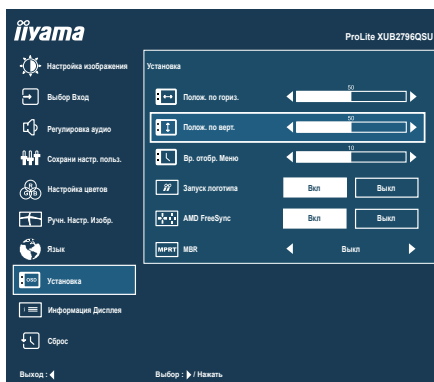 iiyama
ProLite XUB2796QSU
Настройка изображения
Выбор Вход
Регулировка аудио
Сохрани настр. польз.
R
G B
Настройка цветов
Ручн. Настр. Изобр.
Язык
OSD
Установка
i
Информация Дисплея
Сброс
Установка
Полож. по гориз.
50
Полож. по верт.
50
Вр. отобр. Меню
10
Запуск логотипа
Вкл
Выкл
AMD FreeSync
Вкл
Выкл
MPRT
MBR
Выкл
Выход :
Выбор : / Нажать